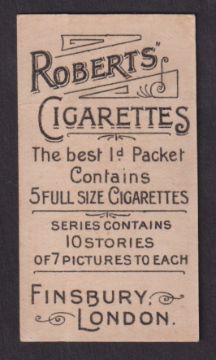 ROBERTS'
CIGARETTES
The best 1d Packet
Contains
5 FULL SIZE CIGARETTES
SERIES CONTAINS
10 STORIES
OF 7 PICTURES TO EACH
FINSBURY,
LONDON.